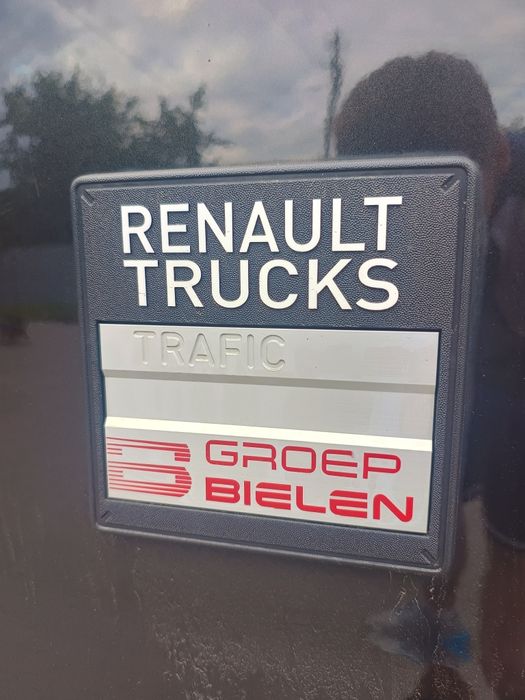 RENAULT
TRUCKS
TRAFIC
GROEP
BIELEN